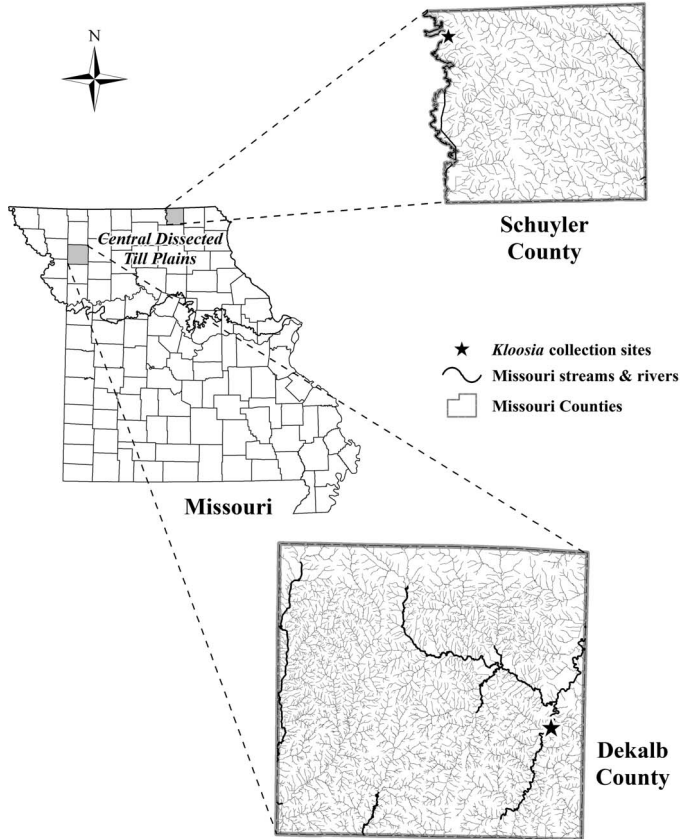 N
Schuyler
County
Central Dissected
Till Plains
Kloosia collection sites
Missouri streams & rivers
Missouri Counties
Missouri
Dekalb
County